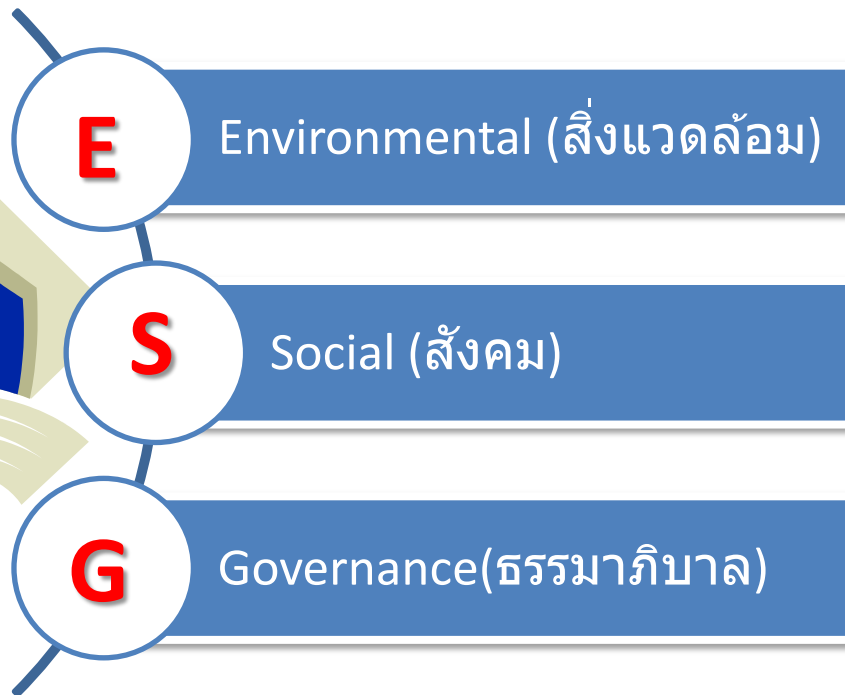 E
Environmental (สิ่งแวดล้อม)
S
Social (สังคม)
G
Governance(ธรรมาภิบาล)